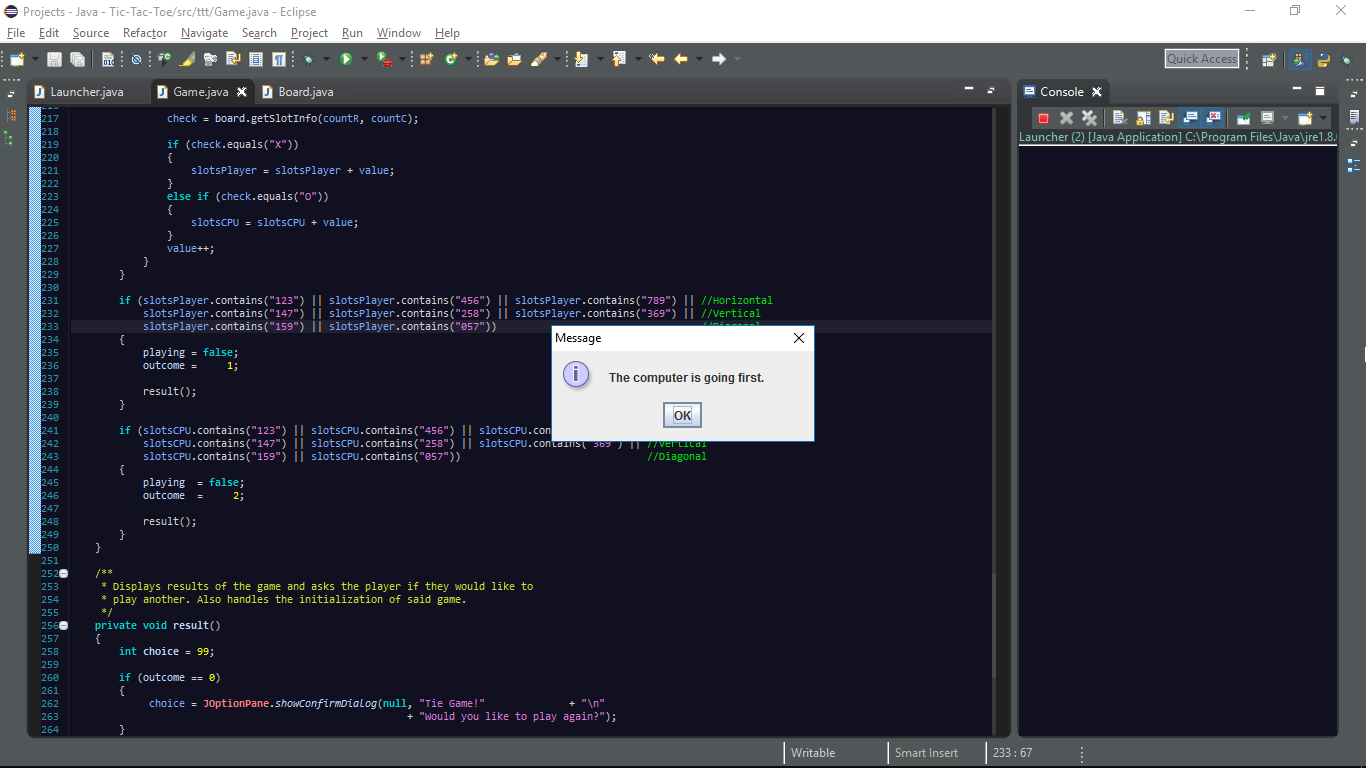 Projects - Java - Tic-Tac-Toe/src/ttt/Game.java - Eclipse
File Edit Source Refactor Navigate Search Project Run Window Help
Quick Access
Launcher.java Game.java Board.java
217 check = board.getSlotInfo(countR, countC);
218
219 if (check.equals("X"))
220 {
221 slotsPlayer = slotsPlayer + value;
222 }
223 else if (check.equals("O"))
224 {
225 slotsCPU = slotsCPU + value;
226 }
227 value++;
228 }
229 }
230
231 if (slotsPlayer.contains("123") || slotsPlayer.contains("456") || slotsPlayer.contains("789") || //Horizontal
232 slotsPlayer.contains("147") || slotsPlayer.contains("258") || slotsPlayer.contains("369") || //Vertical
233 slotsPlayer.contains("159") || slotsPlayer.contains("057"))
234 {
235 playing = false;
236 outcome = 1;
237
238 result();
239 }
240
241 if (slotsCPU.contains("123") || slotsCPU.contains("456") || slotsCPU.con
242 slotsCPU.contains("147") || slotsCPU.contains("258") || slotsCPU.contains("369") || //Vertical
243 slotsCPU.contains("159") || slotsCPU.contains("057")) //Diagonal
244 {
245 playing = false;
246 outcome = 2;
247
248 result();
249 }
250 }
251
252 /**
253 * Displays results of the game and asks the player if they would like to
254 * play another. Also handles the initialization of said game.
255 */
256 private void result()
257 {
258 int choice = 99;
259
260 if (outcome == 0)
261 {
262 choice = JOptionPane.showConfirmDialog(null, "Tie Game!" + "\n"
263 + "Would you like to play again?");
264 }
Message
The computer is going first.
OK
Console
Launcher (2) [Java Application] C:\Program Files\Java\jre1.8.
Writable Smart Insert 233 : 67